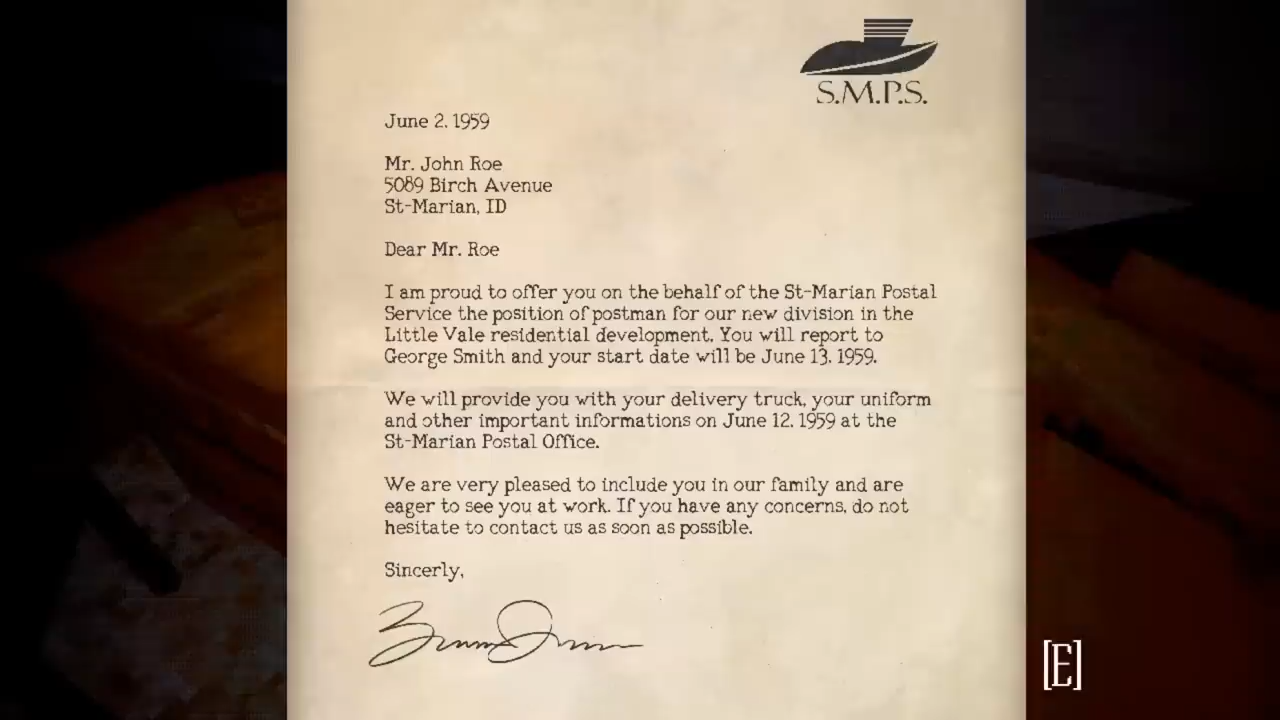 S.M.P.S.
June 2, 1959
Mr. John Roe
5089 Birch Avenue
St-Marian, ID
Dear Mr. Roe
I am proud to offer you on the behalf of the St-Marian Postal
Service the position of postman for our new division in the
Little Vale residential development. You will report to
George Smith and your start date will be June 13, 1959.
We will provide you with your delivery truck, your uniform
and other important informations on June 12, 1959 at the
St-Marian Postal Office.
We are very pleased to include you in our family and are
eager to see you at work. If you have any concerns, do not
hesitate to contact us as soon as possible.
Sincerly,
[E]